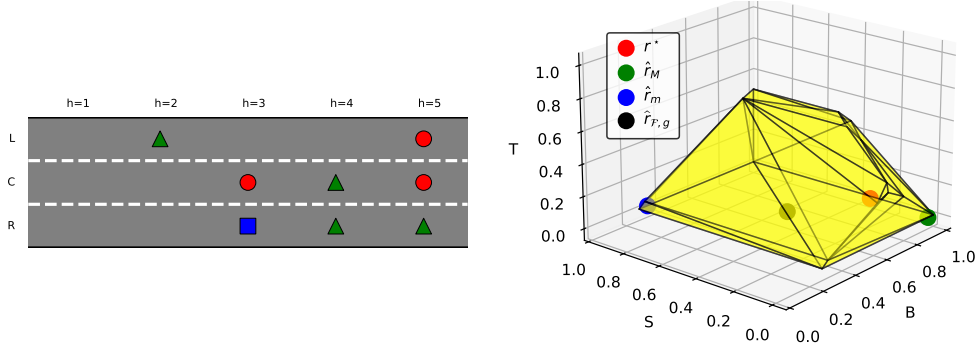 h=1 h=2 h=3 h=4 h=5
L
C
R
r*
r̂_M
r̂_m
r̂_{F,g}
T
1.0
0.8
0.6
0.4
0.2
0.0
1.0 0.8 0.6 0.4 0.2 0.0
S
0.0 0.2 0.4 0.6 0.8 1.0
B